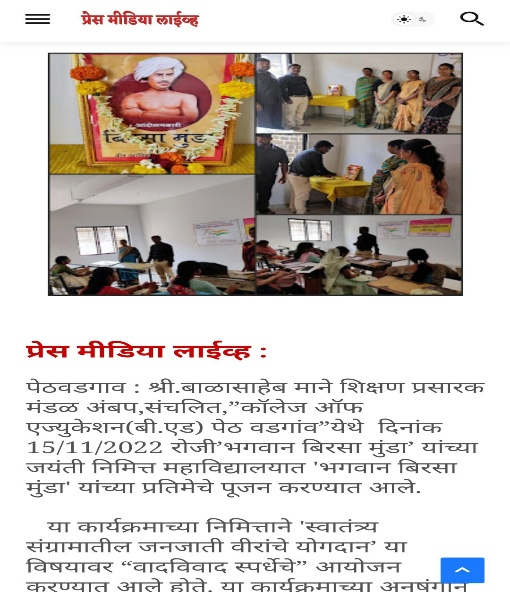 प्रेस मीडिया लाईव्ह
आंदोलनकारी
प्रेस मीडिया लाईव्ह :
पेठवडगाव : श्री.बाळासाहेब माने शिक्षण प्रसारक
मंडळ अंबप,संचलित,”कॉलेज ऑफ
एज्युकेशन(बी.एड) पेठ वडगांव”येथे दिनांक
15/11/2022 रोजी’भगवान बिरसा मुंडा’ यांच्या
जयंती निमित्त महाविद्यालयात 'भगवान बिरसा
मुंडा' यांच्या प्रतिमेचे पूजन करण्यात आले.
या कार्यक्रमाच्या निमित्ताने 'स्वातंत्र्य
संग्रामातील जनजाती वीरांचे योगदान’ या
विषयावर “वादविवाद स्पर्धेचे” आयोजन
करण्यात आले होते. या कार्यक्रमाच्या अनुषंगाने